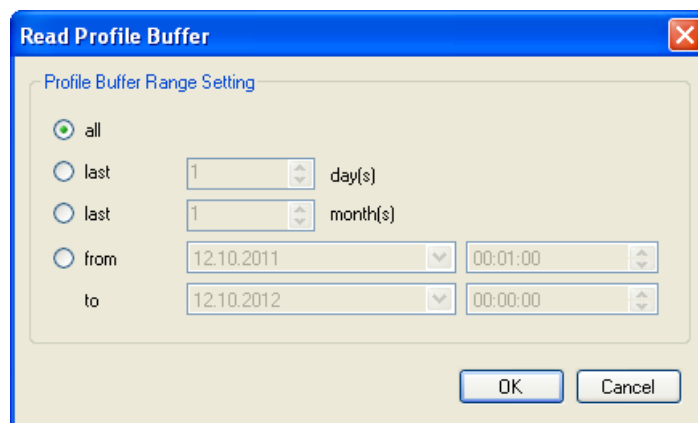 Read Profile Buffer
Profile Buffer Range Setting
all
last 1 day(s)
last 1 month(s)
from 12.10.2011 00:01:00
to 12.10.2012 00:00:00
OK Cancel